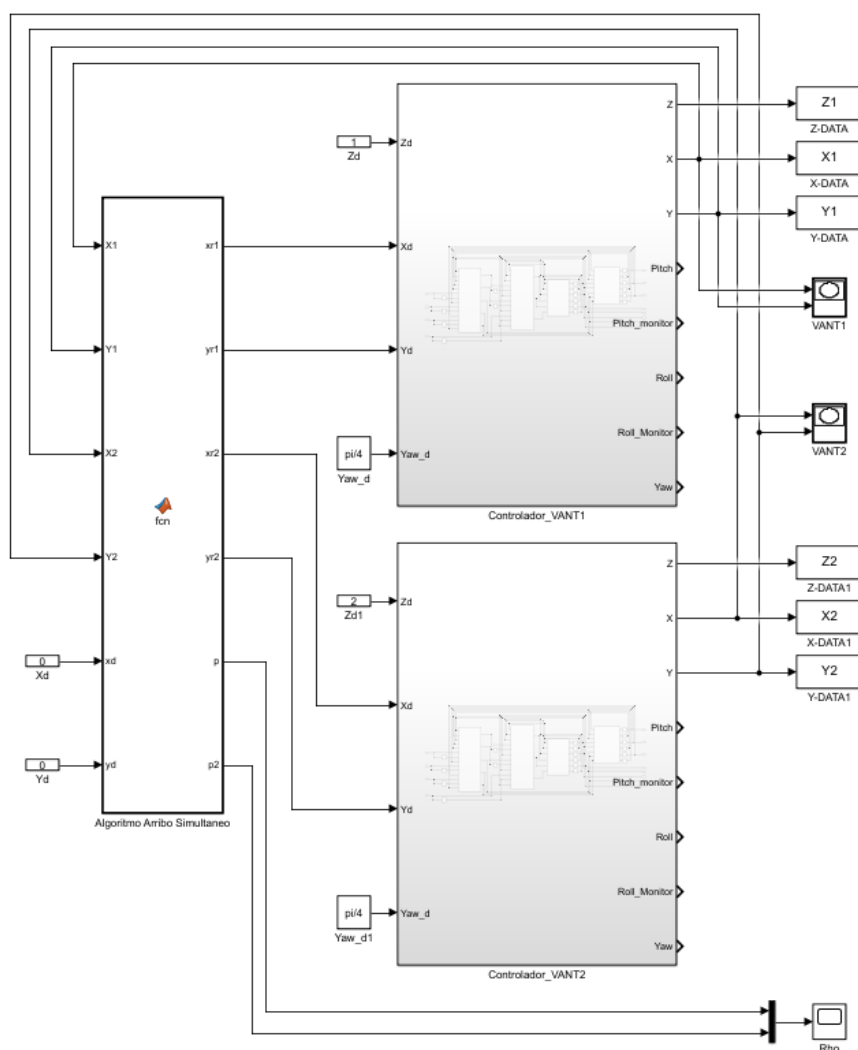 Z
Z1
Z-DATA
1
Zd
Zd
X
X1
X-DATA
Y
Y1
Y-DATA
X1
xr1
Xd
Pitch
VANT1
Pitch_monitor
Y1
yr1
Yd
Roll
Roll_Monitor
VANT2
X2
xr2
pi/4
Yaw_d
Yaw_d
Yaw
fcn
Controlador_VANT1
Y2
yr2
Z
Z2
Z-DATA1
2
Zd1
Zd
X
X2
X-DATA1
0
Xd
xd
p
Y
Y2
Y-DATA1
Xd
Pitch
0
Yd
yd
p2
Pitch_monitor
Yd
Algoritmo Arribo Simultaneo
Roll
Roll_Monitor
pi/4
Yaw_d1
Yaw_d
Yaw
Controlador_VANT2
Rho